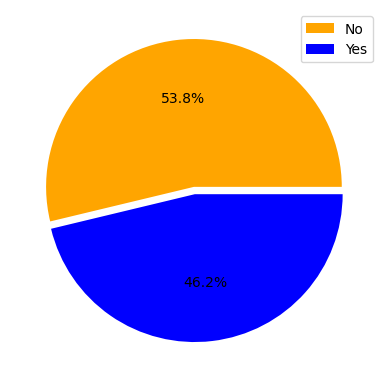 No
Yes
53.8%
46.2%